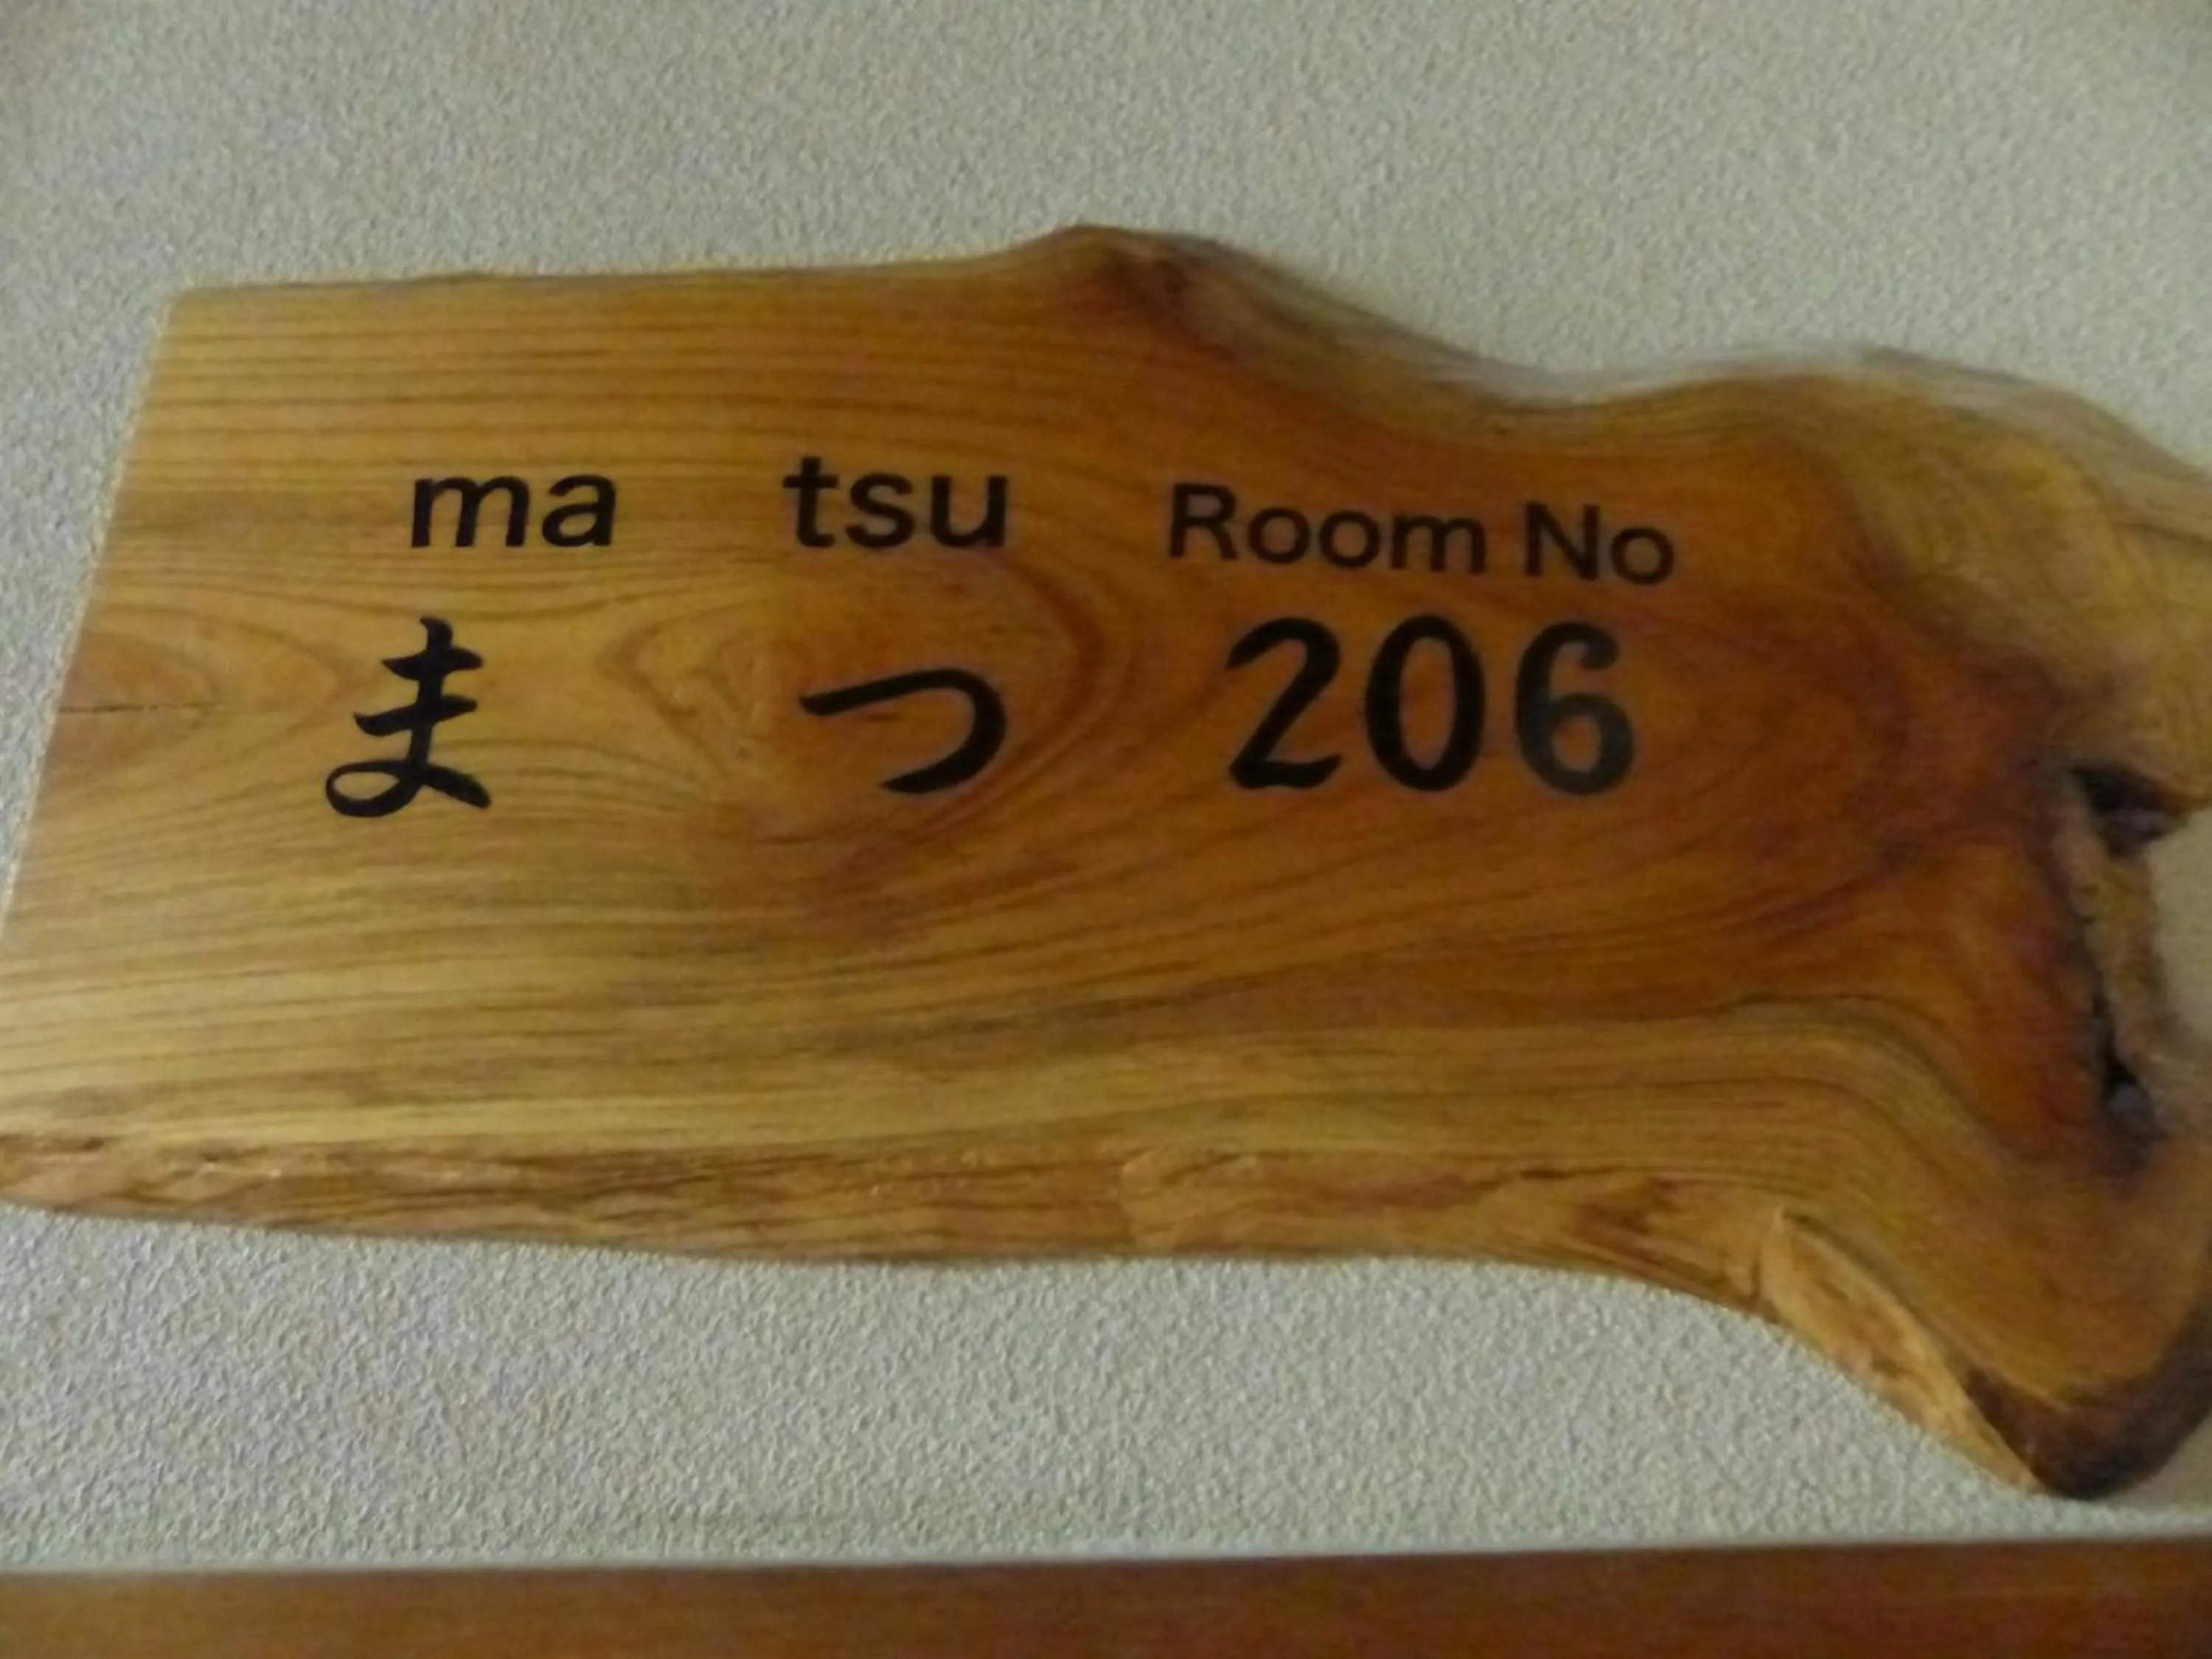 ma tsu Room No
まつ 206